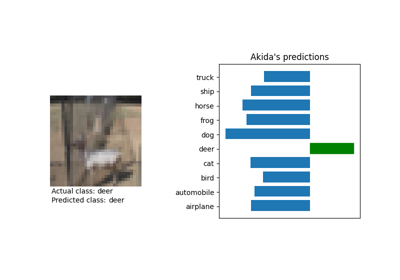 Akida's predictions
truck
ship
horse
frog
dog
deer
cat
bird
automobile
airplane
Actual class: deer
Predicted class: deer